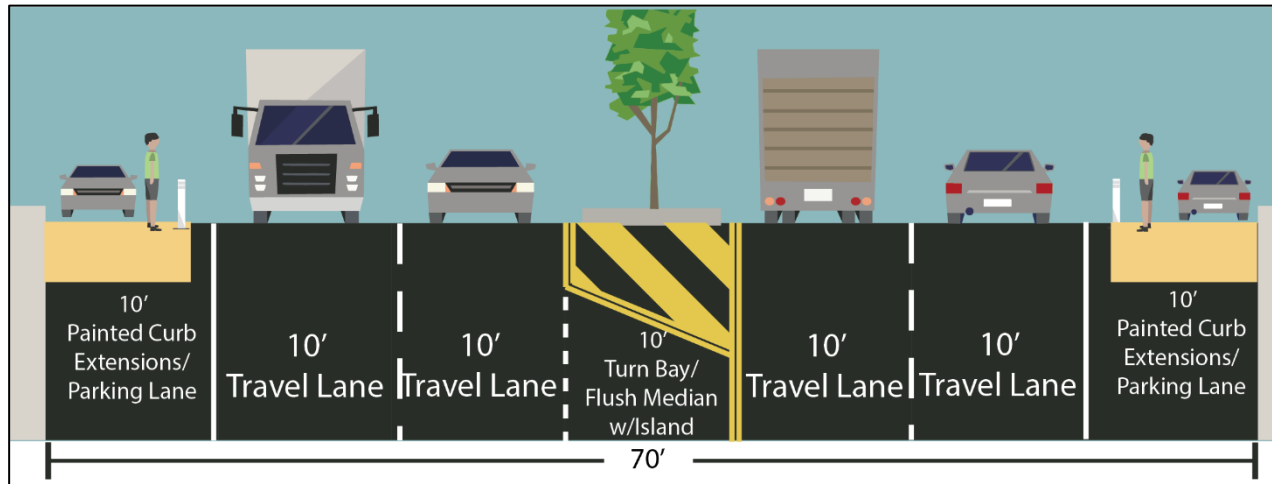 10’
Painted Curb
Extensions/
Parking Lane
10’
Travel Lane
10’
Travel Lane
10’
Turn Bay/
Flush Median
w/Island
10’
Travel Lane
10’
Travel Lane
10’
Painted Curb
Extensions/
Parking Lane
70’